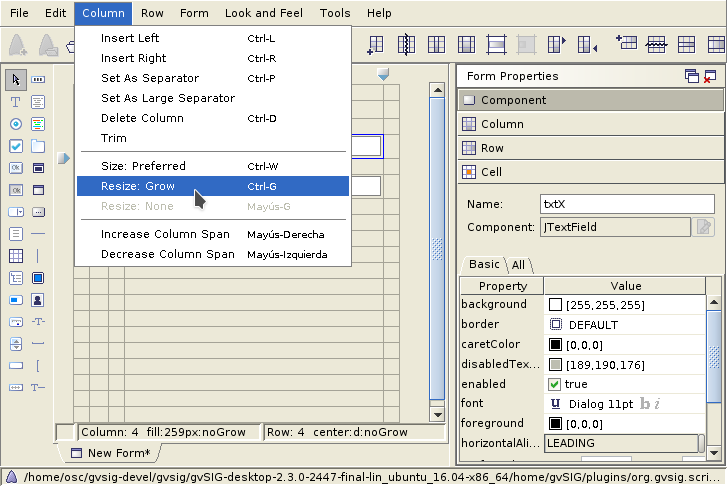 File Edit Column Row Form Look and Feel Tools Help
Insert Left Ctrl-L
Insert Right Ctrl-R
Set As Separator Ctrl-P
Set As Large Separator
Delete Column Ctrl-D
Trim
Size: Preferred Ctrl-W
Resize: Grow Ctrl-G
Resize: None Mayús-G
Increase Column Span Mayús-Derecha
Decrease Column Span Mayús-Izquierda
Column: 4 fill:259px:noGrow Row: 4 center:d:noGrow
New Form*
Form Properties
Component
Column
Row
Cell
Name: txtX
Component: JTextField
Basic All
Property Value
background [255,255,255]
border DEFAULT
caretColor [0,0,0]
disabledTex... [189,190,176]
enabled true
font Dialog 11pt b i
foreground [0,0,0]
horizontalAli... LEADING
/home/osc/gvsig-devel/gvsig/gvSIG-desktop-2.3.0-2447-final-lin_ubuntu_16.04-x86_64/home/gvSIG/plugins/org.gvsig.scri...